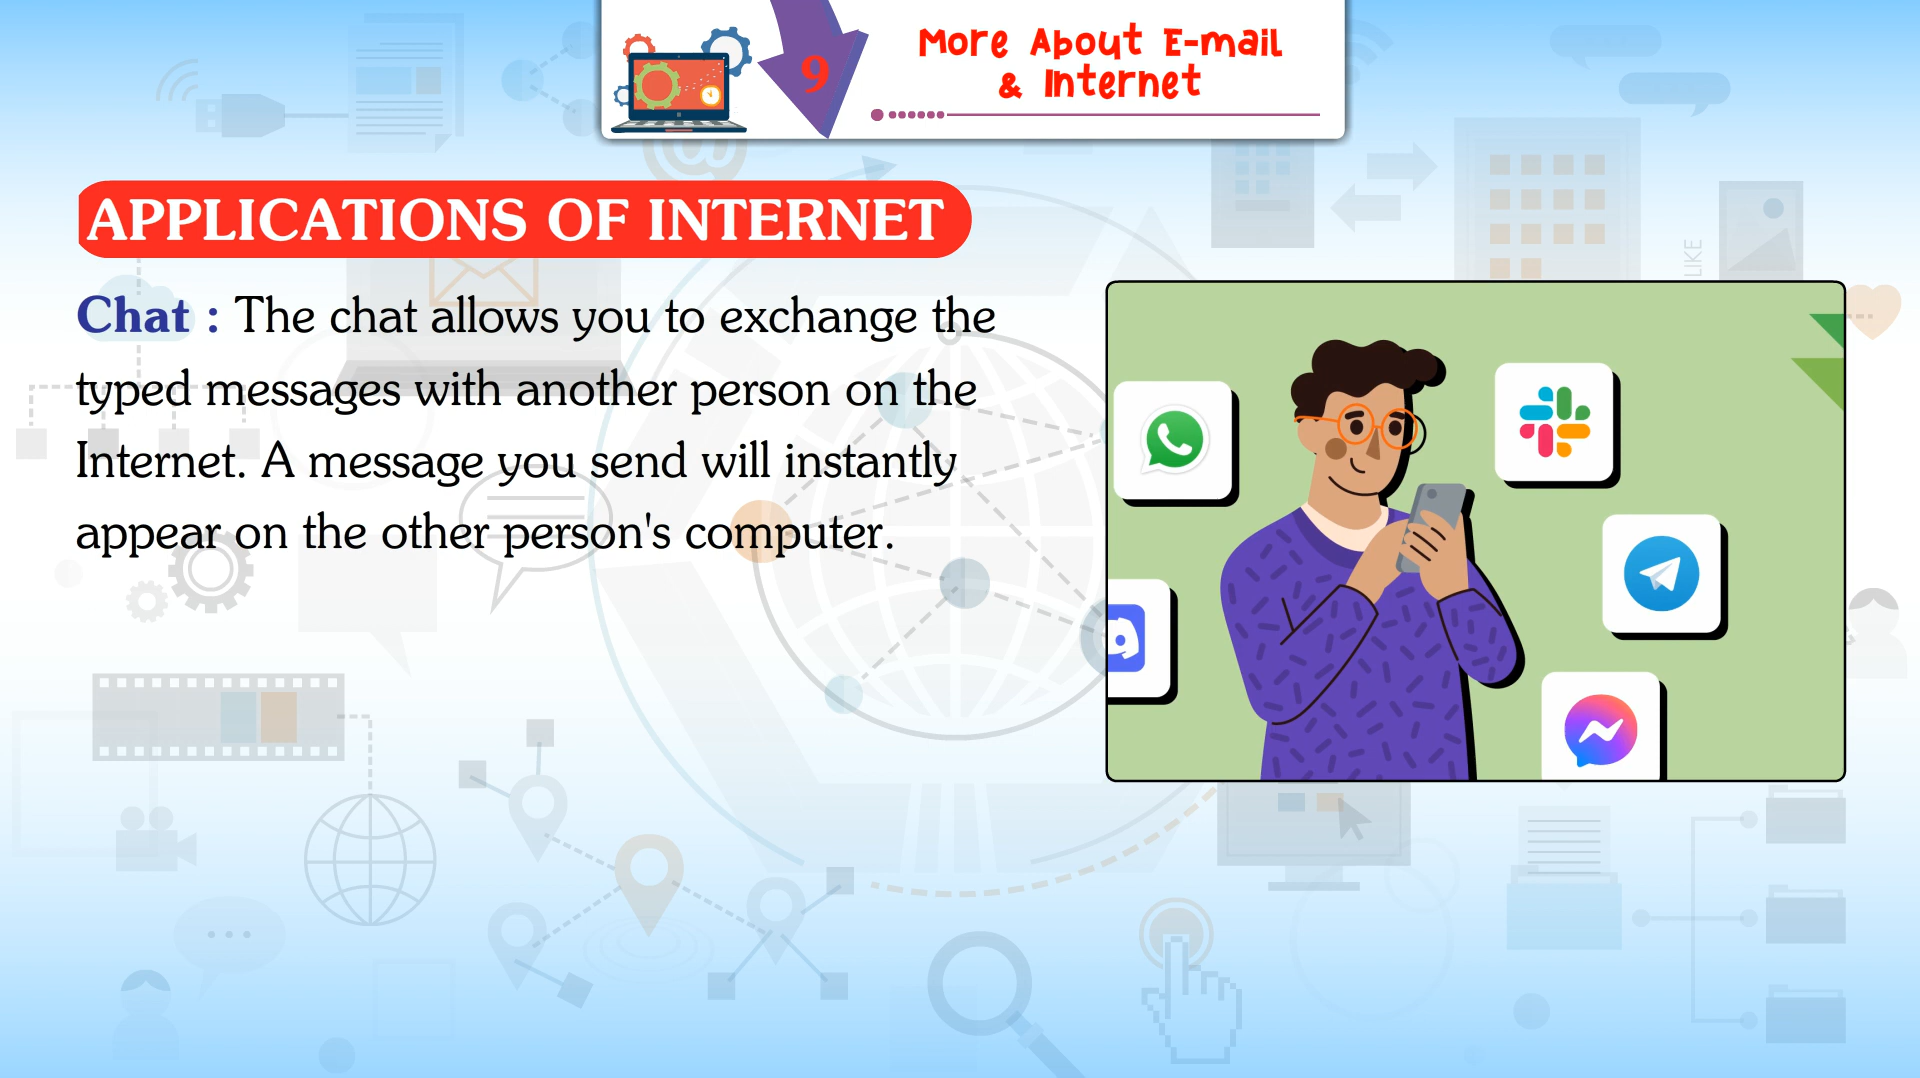 9
More About E-mail
& Internet
APPLICATIONS OF INTERNET
Chat : The chat allows you to exchange the
typed messages with another person on the
Internet. A message you send will instantly
appear on the other person's computer.
LIKE